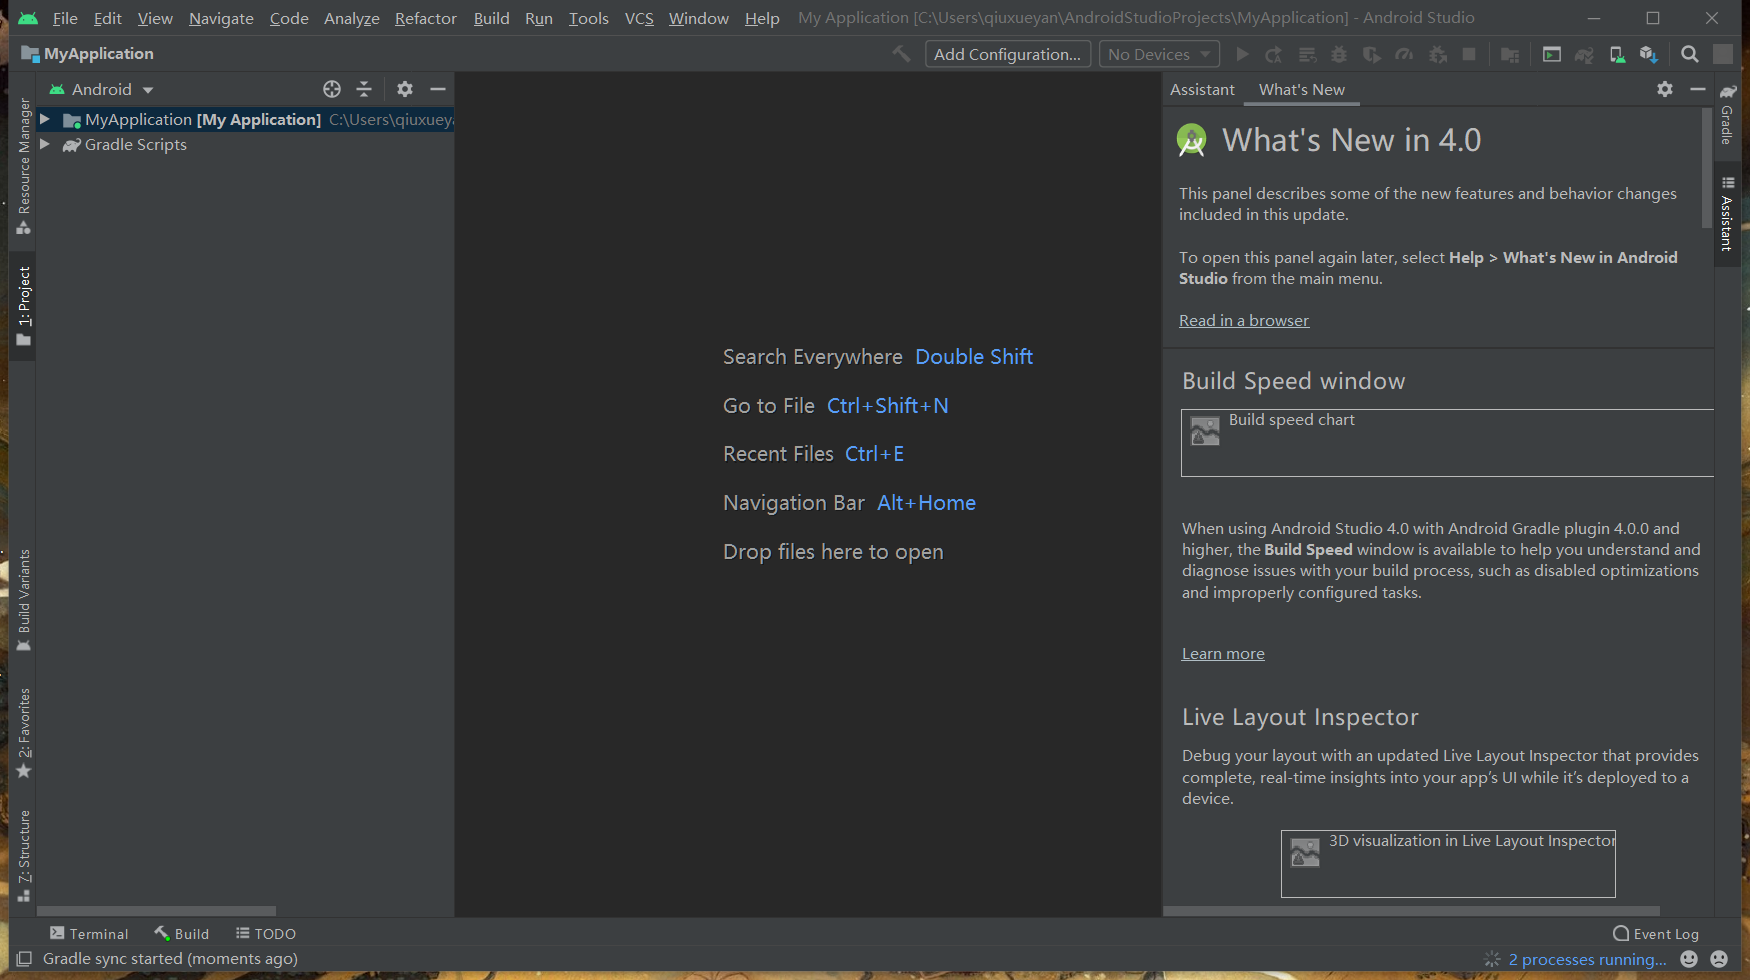 File Edit View Navigate Code Analyze Refactor Build Run Tools VCS Window Help My Application [C:\Users\qiuxueyan\AndroidStudioProjects\MyApplication] - Android Studio
MyApplication
Add Configuration...
No Devices
Android
MyApplication [My Application] C:\Users\qiuxueya
Gradle Scripts
Resource Manager
1: Project
Build Variants
2: Favorites
7: Structure
Search Everywhere Double Shift
Go to File Ctrl+Shift+N
Recent Files Ctrl+E
Navigation Bar Alt+Home
Drop files here to open
Assistant What's New
What's New in 4.0
This panel describes some of the new features and behavior changes
included in this update.
To open this panel again later, select Help > What's New in Android
Studio from the main menu.
Read in a browser
Build Speed window
Build speed chart
When using Android Studio 4.0 with Android Gradle plugin 4.0.0 and
higher, the Build Speed window is available to help you understand and
diagnose issues with your build process, such as disabled optimizations
and improperly configured tasks.
Learn more
Live Layout Inspector
Debug your layout with an updated Live Layout Inspector that provides
complete, real-time insights into your app's UI while it's deployed to a
device.
3D visualization in Live Layout Inspector
Gradle
Assistant
Terminal Build TODO Event Log
Gradle sync started (moments ago) 2 processes running...